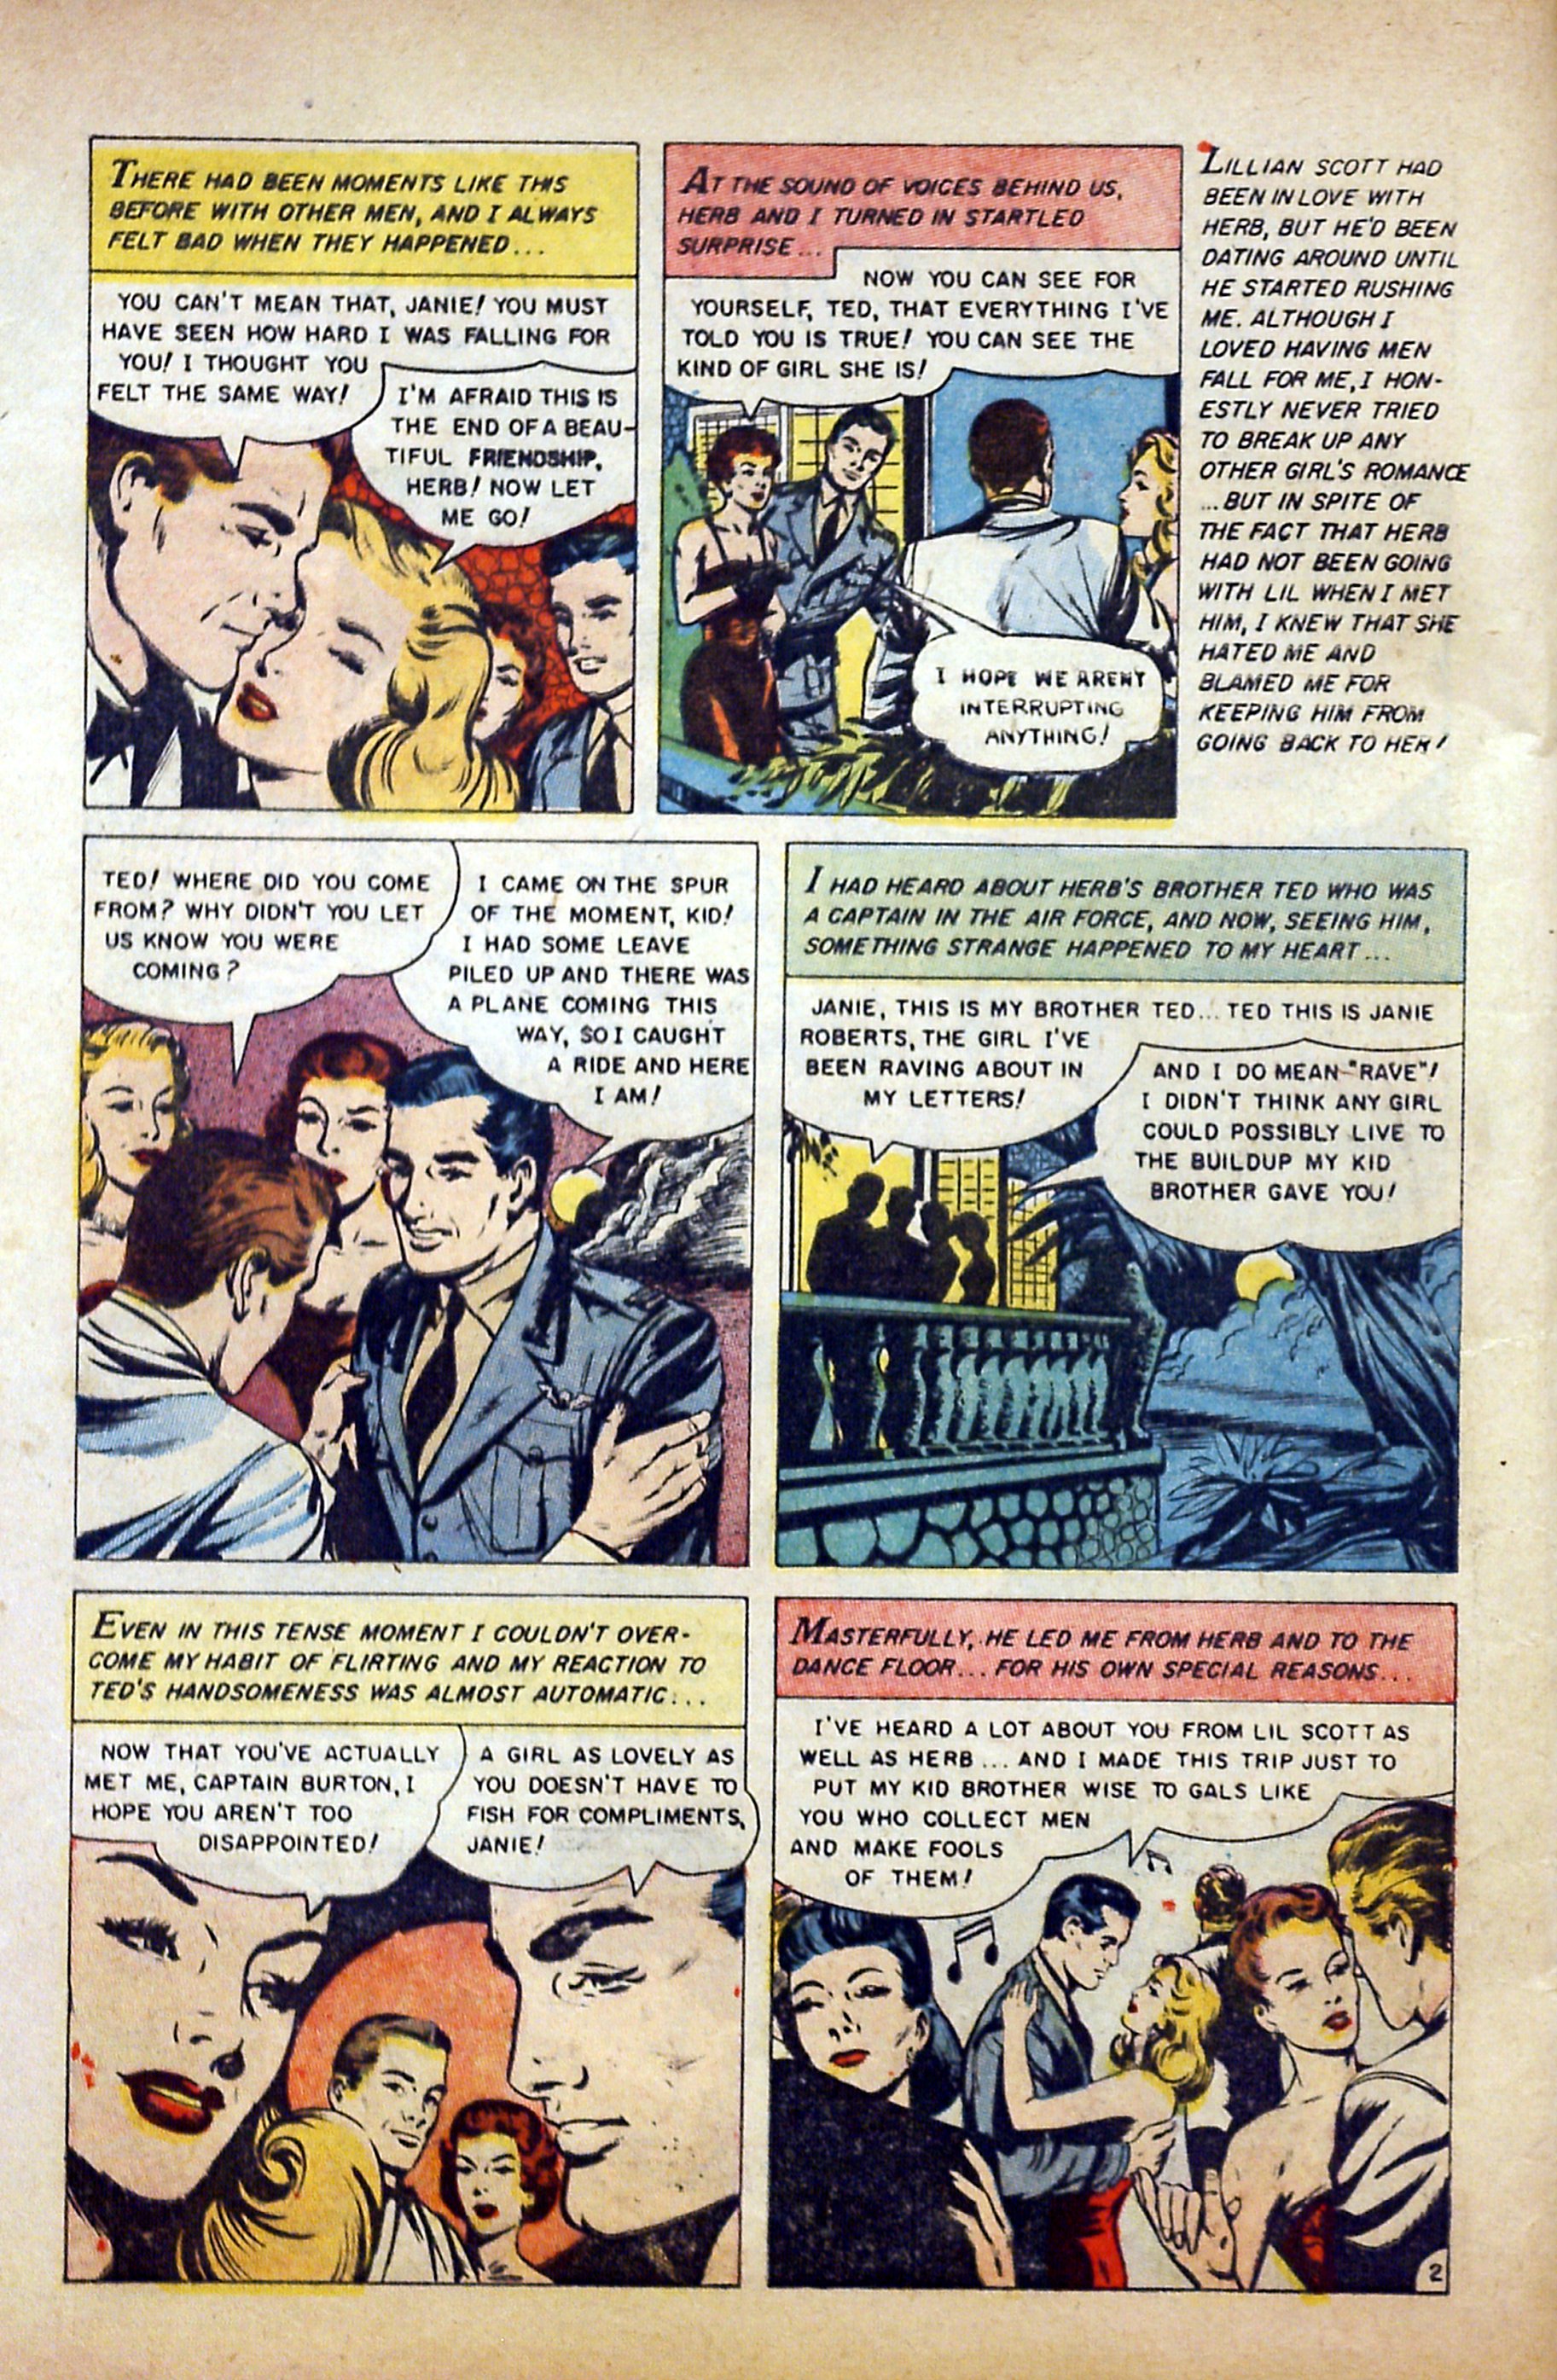 THERE HAD BEEN MOMENTS LIKE THIS
BEFORE WITH OTHER MEN, AND I ALWAYS
FELT BAD WHEN THEY HAPPENED...
YOU CAN'T MEAN THAT, JANIE! YOU MUST
HAVE SEEN HOW HARD I WAS FALLING FOR
YOU! I THOUGHT YOU
FELT THE SAME WAY!
I'M AFRAID THIS IS
THE END OF A BEAU-
TIFUL FRIENDSHIP,
HERB! NOW LET
ME GO!
AT THE SOUND OF VOICES BEHIND US,
HERB AND I TURNED IN STARTLED
SURPRISE...
NOW YOU CAN SEE FOR
YOURSELF, TED, THAT EVERYTHING I'VE
TOLD YOU IS TRUE! YOU CAN SEE THE
KIND OF GIRL SHE IS!
I HOPE WE AREN'T
INTERRUPTING
ANYTHING!
LILLIAN SCOTT HAD
BEEN IN LOVE WITH
HERB, BUT HE'D BEEN
DATING AROUND UNTIL
HE STARTED RUSHING
ME. ALTHOUGH I
LOVED HAVING MEN
FALL FOR ME, I HON-
ESTLY NEVER TRIED
TO BREAK UP ANY
OTHER GIRL'S ROMANCE
...BUT IN SPITE OF
THE FACT THAT HERB
HAD NOT BEEN GOING
WITH LIL WHEN I MET
HIM, I KNEW THAT SHE
HATED ME AND
BLAMED ME FOR
KEEPING HIM FROM
GOING BACK TO HER!
TED! WHERE DID YOU COME
FROM? WHY DIDN'T YOU LET
US KNOW YOU WERE
COMING?
I CAME ON THE SPUR
OF THE MOMENT, KID!
I HAD SOME LEAVE
PILED UP AND THERE WAS
A PLANE COMING THIS
WAY, SO I CAUGHT
A RIDE AND HERE
I AM!
I HAD HEARD ABOUT HERB'S BROTHER TED WHO WAS
A CAPTAIN IN THE AIR FORCE, AND NOW, SEEING HIM,
SOMETHING STRANGE HAPPENED TO MY HEART...
JANIE, THIS IS MY BROTHER TED... TED THIS IS JANIE
ROBERTS, THE GIRL I'VE
BEEN RAVING ABOUT IN
MY LETTERS!
AND I DO MEAN "RAVE"!
I DIDN'T THINK ANY GIRL
COULD POSSIBLY LIVE TO
THE BUILDUP MY KID
BROTHER GAVE YOU!
EVEN IN THIS TENSE MOMENT I COULDN'T OVER-
COME MY HABIT OF FLIRTING AND MY REACTION TO
TED'S HANDSOMENESS WAS ALMOST AUTOMATIC...
NOW THAT YOU'VE ACTUALLY
MET ME, CAPTAIN BURTON, I
HOPE YOU AREN'T TOO
DISAPPOINTED!
A GIRL AS LOVELY AS
YOU DOESN'T HAVE TO
FISH FOR COMPLIMENTS,
JANIE!
MASTERFULLY, HE LED ME FROM HERB AND TO THE
DANCE FLOOR... FOR HIS OWN SPECIAL REASONS...
I'VE HEARD A LOT ABOUT YOU FROM LIL SCOTT AS
WELL AS HERB... AND I MADE THIS TRIP JUST TO
PUT MY KID BROTHER WISE TO GALS LIKE
YOU WHO COLLECT MEN
AND MAKE FOOLS
OF THEM!
2